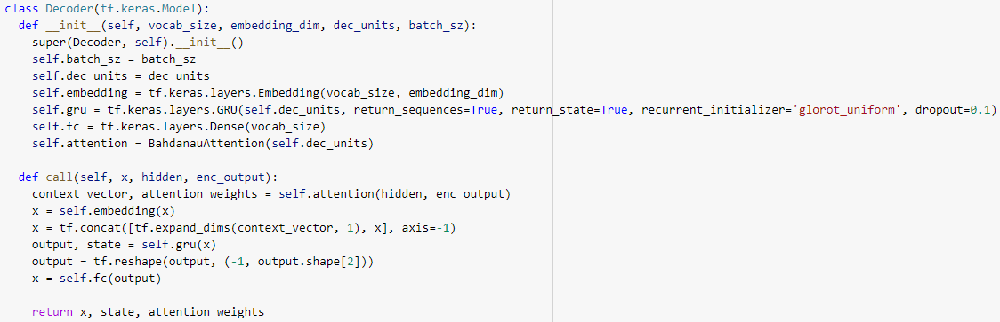 class Decoder(tf.keras.Model):
  def __init__(self, vocab_size, embedding_dim, dec_units, batch_sz):
    super(Decoder, self).__init__()
    self.batch_sz = batch_sz
    self.dec_units = dec_units
    self.embedding = tf.keras.layers.Embedding(vocab_size, embedding_dim)
    self.gru = tf.keras.layers.GRU(self.dec_units, return_sequences=True, return_state=True, recurrent_initializer='glorot_uniform', dropout=0.1)
    self.fc = tf.keras.layers.Dense(vocab_size)
    self.attention = BahdanauAttention(self.dec_units)

  def call(self, x, hidden, enc_output):
    context_vector, attention_weights = self.attention(hidden, enc_output)
    x = self.embedding(x)
    x = tf.concat([tf.expand_dims(context_vector, 1), x], axis=-1)
    output, state = self.gru(x)
    output = tf.reshape(output, (-1, output.shape[2]))
    x = self.fc(output)

    return x, state, attention_weights